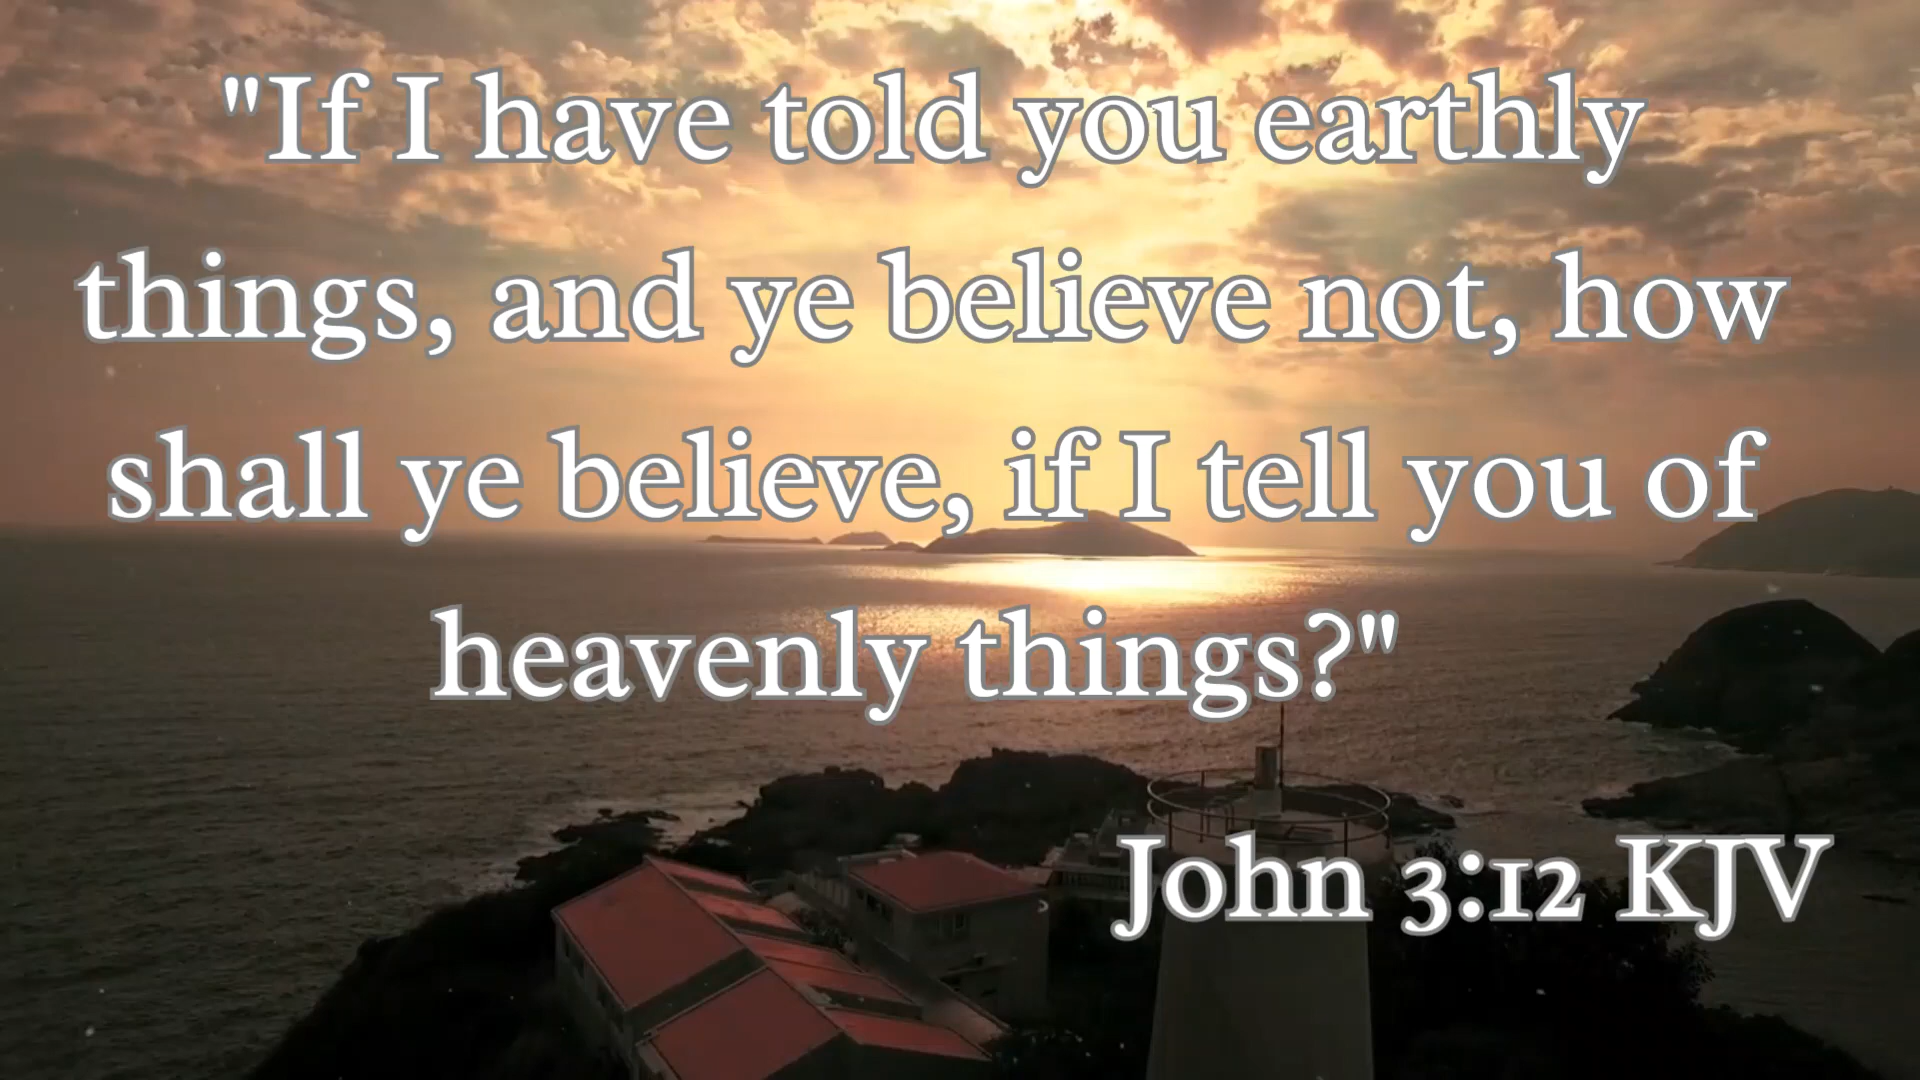 "If I have told you earthly
things, and ye believe not, how
shall ye believe, if I tell you of
heavenly things?"
John 3:12 KJV